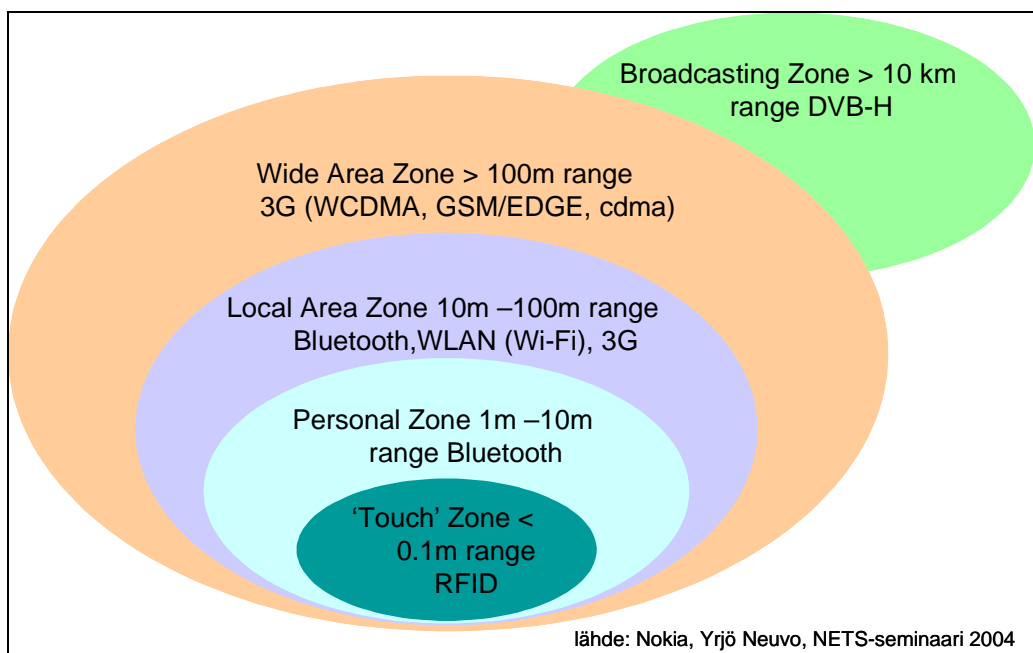 Broadcasting Zone > 10 km
range DVB-H
Wide Area Zone > 100m range
3G (WCDMA, GSM/EDGE, cdma)
Local Area Zone 10m –100m range
Bluetooth,WLAN (Wi-Fi), 3G
Personal Zone 1m –10m
range Bluetooth
‘Touch’ Zone <
0.1m range
RFID
lähde: Nokia, Yrjö Neuvo, NETS-seminaari 2004